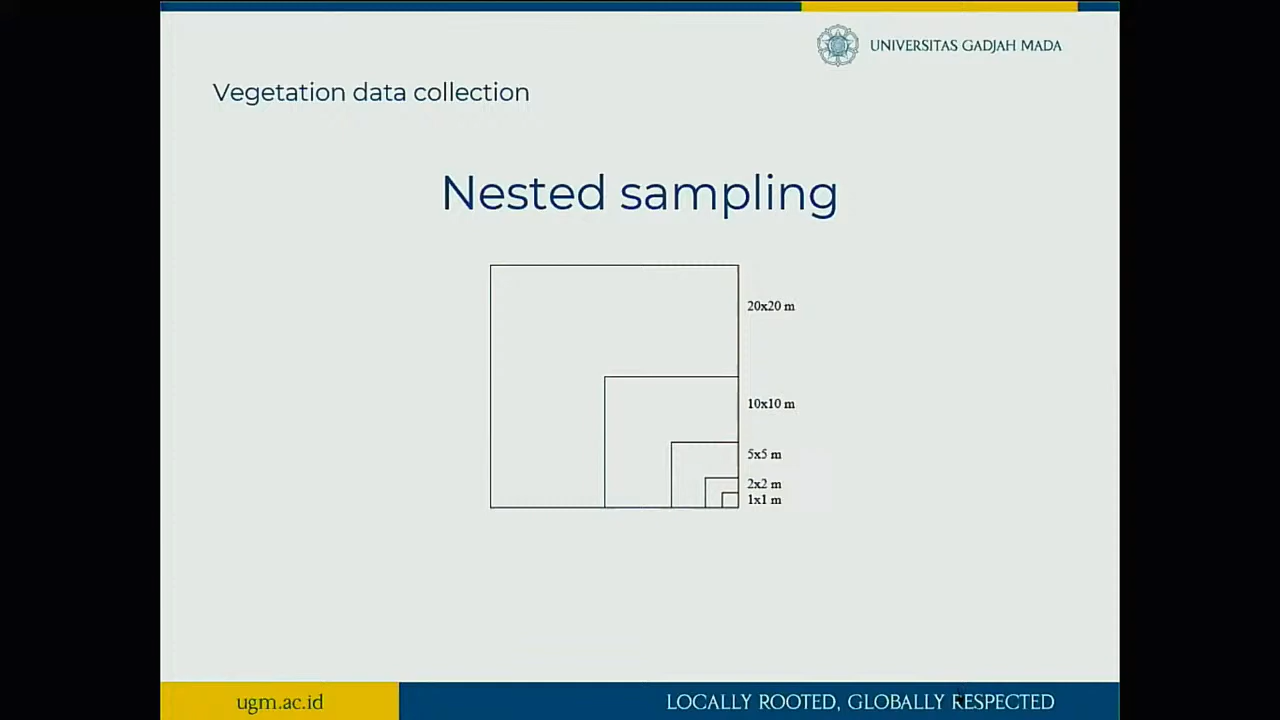 UNIVERSITAS GADJAH MADA
Vegetation data collection
Nested sampling
20x20 m
10x10 m
5x5 m
2x2 m
1x1 m
ugm.ac.id
LOCALLY ROOTED, GLOBALLY RESPECTED